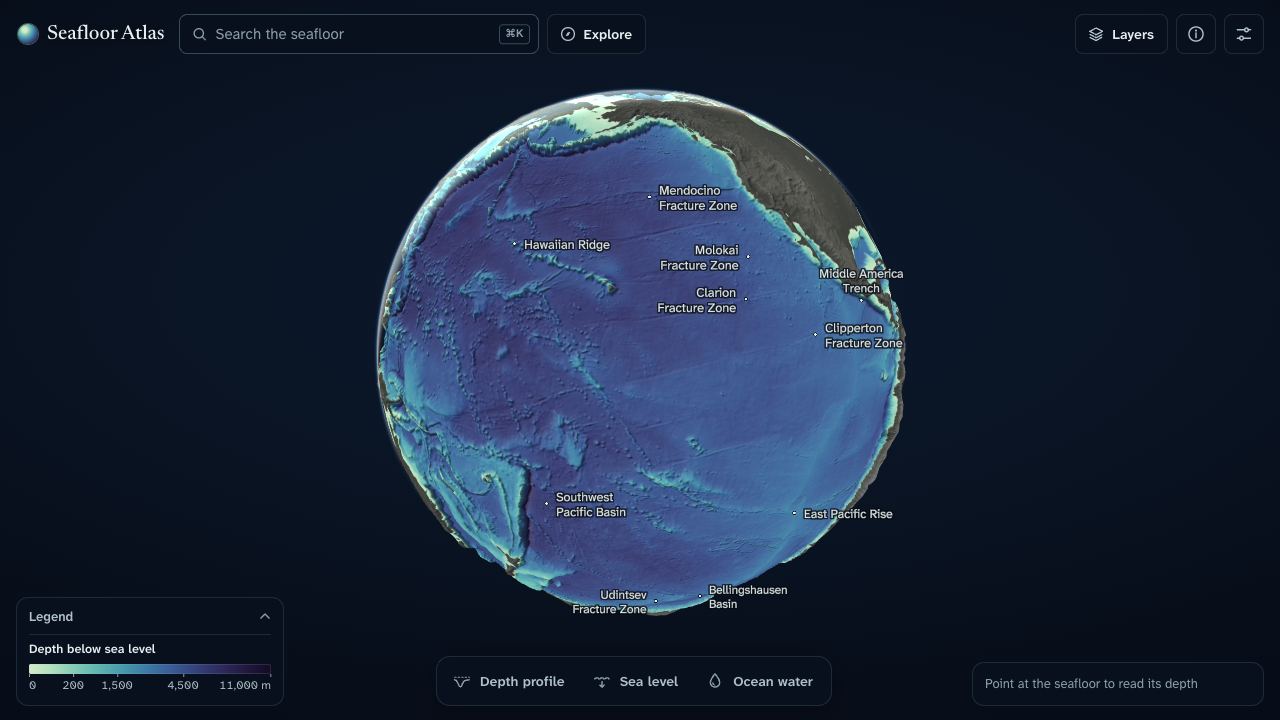 Seafloor Atlas
Search the seafloor
⌘K
Explore
Layers
Mendocino
Fracture Zone
Hawaiian Ridge
Molokai
Fracture Zone
Middle America
Trench
Clarion
Fracture Zone
Clipperton
Fracture Zone
Southwest
Pacific Basin
East Pacific Rise
Udintsev
Fracture Zone
Bellingshausen
Basin
Legend
Depth below sea level
0 200 1,500 4,500 11,000 m
Depth profile
Sea level
Ocean water
Point at the seafloor to read its depth